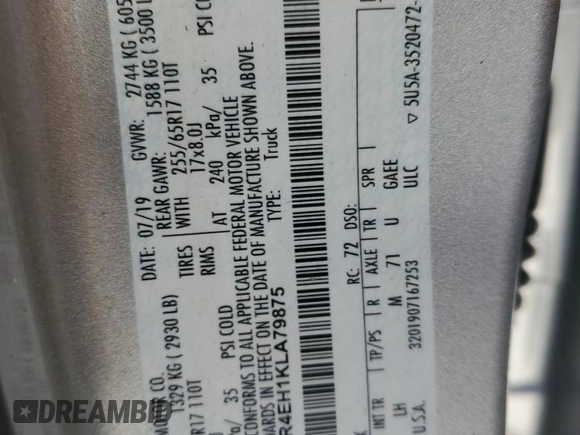 MOTOR CO.
DATE: 07/19 GVWR: 2744 KG ( 605
1329 KG ( 2930 LB) REAR GAWR: 1588 KG ( 3500 L
R17 110T TIRES WITH 255/65R17 110T
RIMS 17x8.0J
/ 35 PSI COLD AT 240 kPa/ 35 PSI CO
CONFORMS TO ALL APPLICABLE FEDERAL MOTOR VEHICLE
IN EFFECT ON THE DATE OF MANUFACTURE SHOWN ABOVE.
R4EH1KLA79875 TYPE: Truck
RC: 72 DSO:
INT TR TP/PS R AXLE TR SPR
LH M 71 U GAEE
3201907167253 ULC
U.S.A. ▽ 5U5A-3520472-
DREAMBID